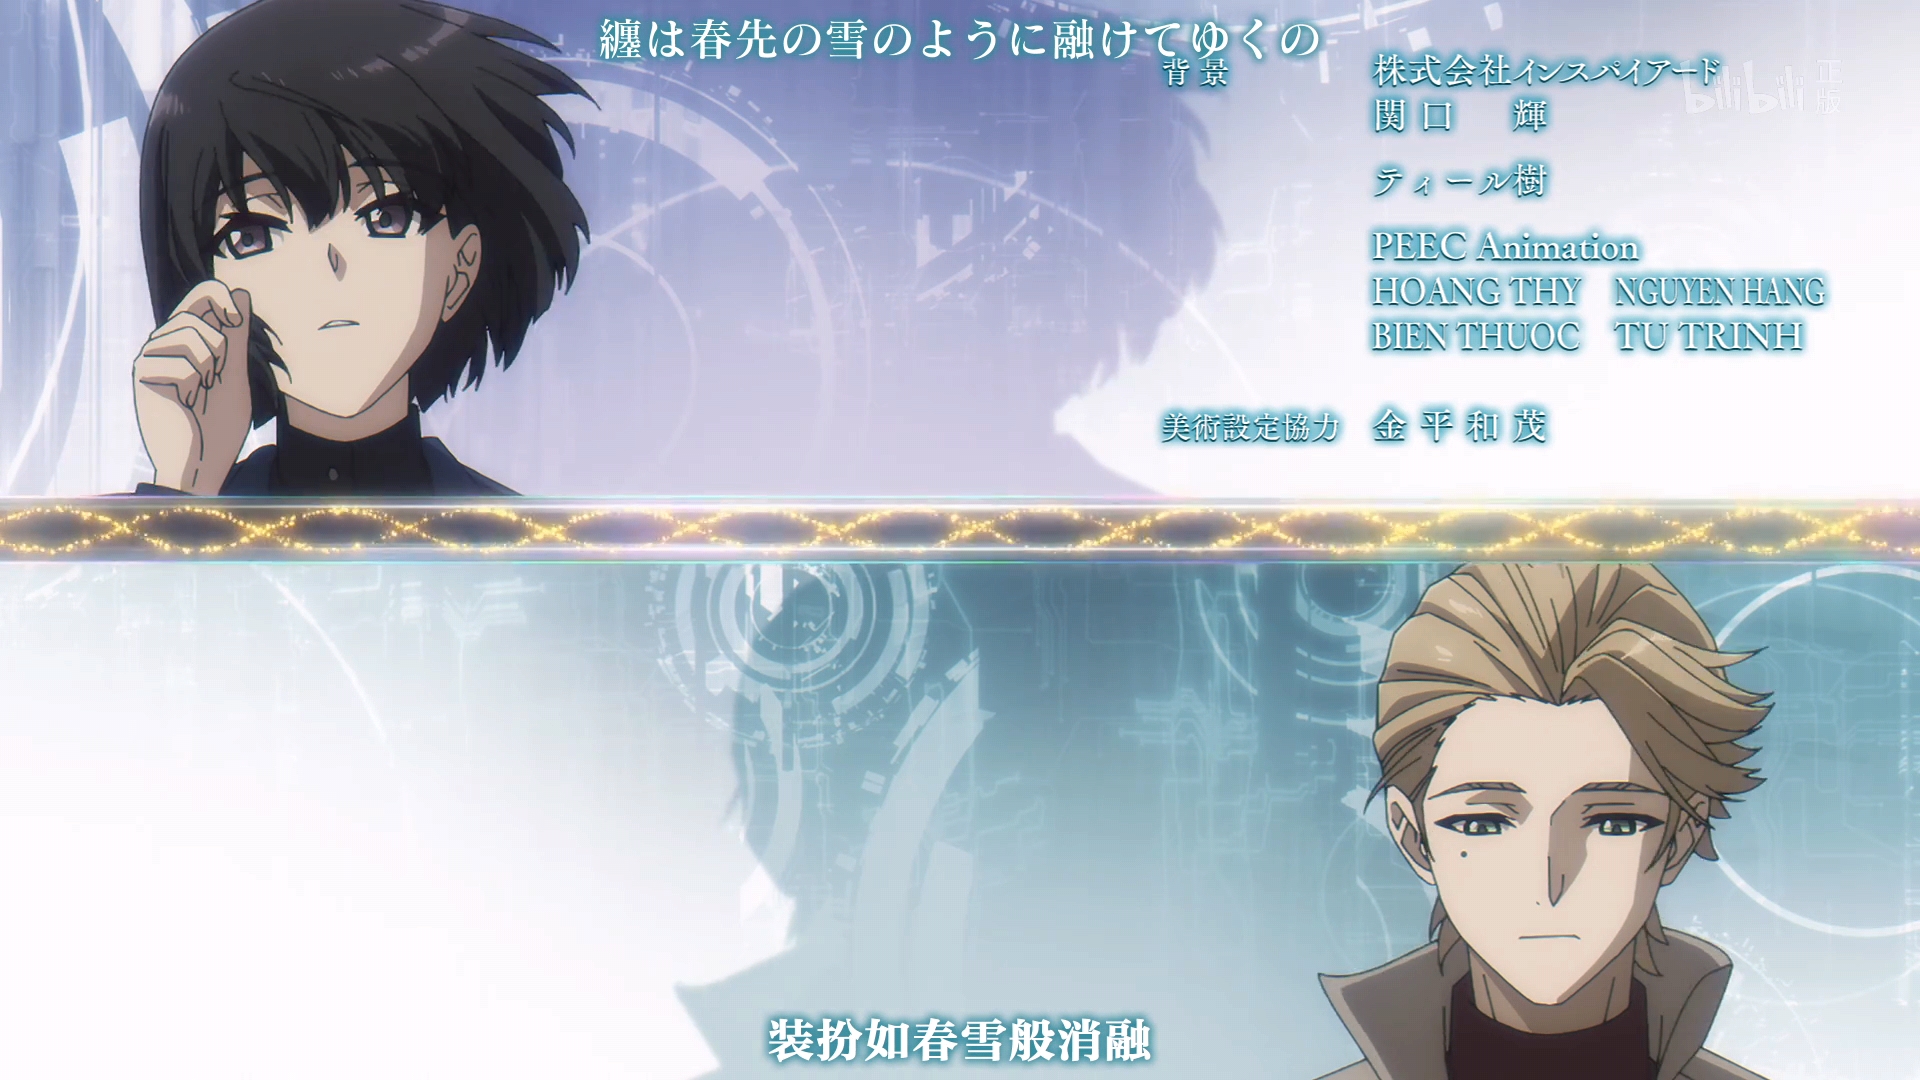 纏は春先の雪のように融けてゆくの
背景
株式会社インスパイアード
関口 輝
ティール樹
PEEC Animation
HOANG THY NGUYEN HANG
BIEN THUOC TU TRINH
美術設定協力 金平和茂
bilibili 正版
装扮如春雪般消融